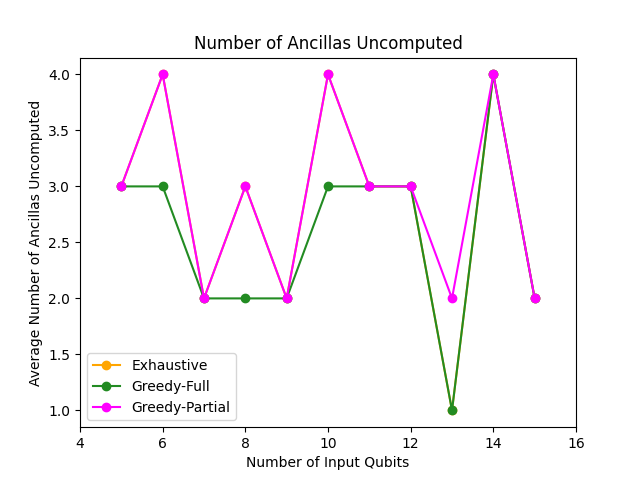 Number of Ancillas Uncomputed
Average Number of Ancillas Uncomputed
4.0
3.5
3.0
2.5
2.0
1.5
1.0
Exhaustive
Greedy-Full
Greedy-Partial
4 6 8 10 12 14 16
Number of Input Qubits